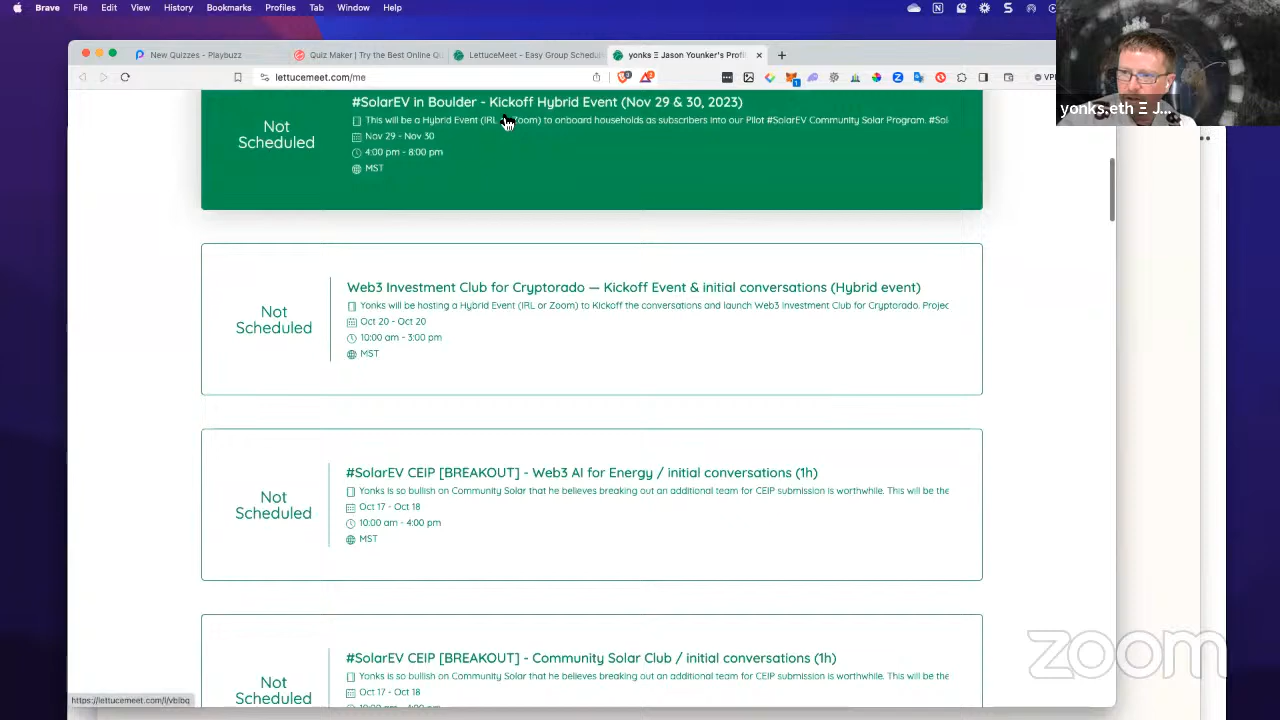 Brave File Edit View History Bookmarks Profiles Tab Window Help
New Quizzes - Playbuzz
Quiz Maker | Try the Best Online Q
LettuceMeet - Easy Group Schedul
yonks Ξ Jason Younker's Profi
lettucemeet.com/me
VPN
yonks.eth Ξ J...
Not Scheduled
#SolarEV in Boulder - Kickoff Hybrid Event (Nov 29 & 30, 2023)
This will be a Hybrid Event (IRL or Zoom) to onboard households as subscribers into our Pilot #SolarEV Community Solar Program. #Sol
Nov 29 - Nov 30
4:00 pm - 8:00 pm
MST
Not Scheduled
Web3 Investment Club for Cryptorado — Kickoff Event & initial conversations (Hybrid event)
Yonks will be hosting a Hybrid Event (IRL or Zoom) to Kickoff the conversations and launch Web3 Investment Club for Cryptorado. Projec
Oct 20 - Oct 20
10:00 am - 3:00 pm
MST
Not Scheduled
#SolarEV CEIP [BREAKOUT] - Web3 AI for Energy / initial conversations (1h)
Yonks is so bullish on Community Solar that he believes breaking out an additional team for CEIP submission is worthwhile. This will be the
Oct 17 - Oct 18
10:00 am - 4:00 pm
MST
Not Scheduled
#SolarEV CEIP [BREAKOUT] - Community Solar Club / initial conversations (1h)
Yonks is so bullish on Community Solar that he believes breaking out an additional team for CEIP submission is worthwhile. This will be the
Oct 17 - Oct 18
zoom